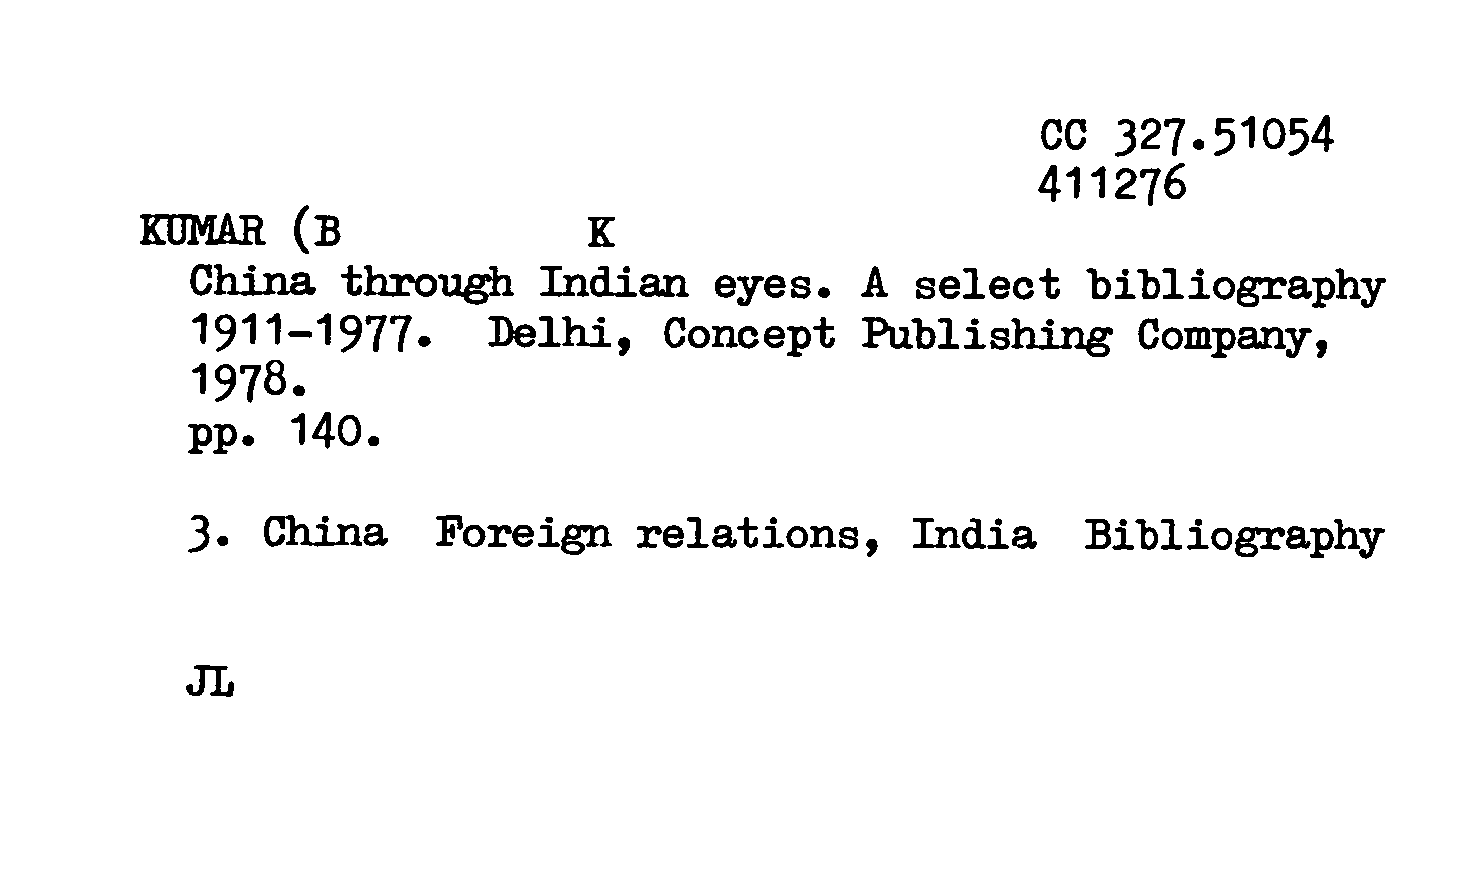 CC 327.51054
411276
KUMAR (B K
China through Indian eyes. A select bibliography
1911-1977. Delhi, Concept Publishing Company,
1978.
pp. 140.
3. China Foreign relations, India Bibliography
JL